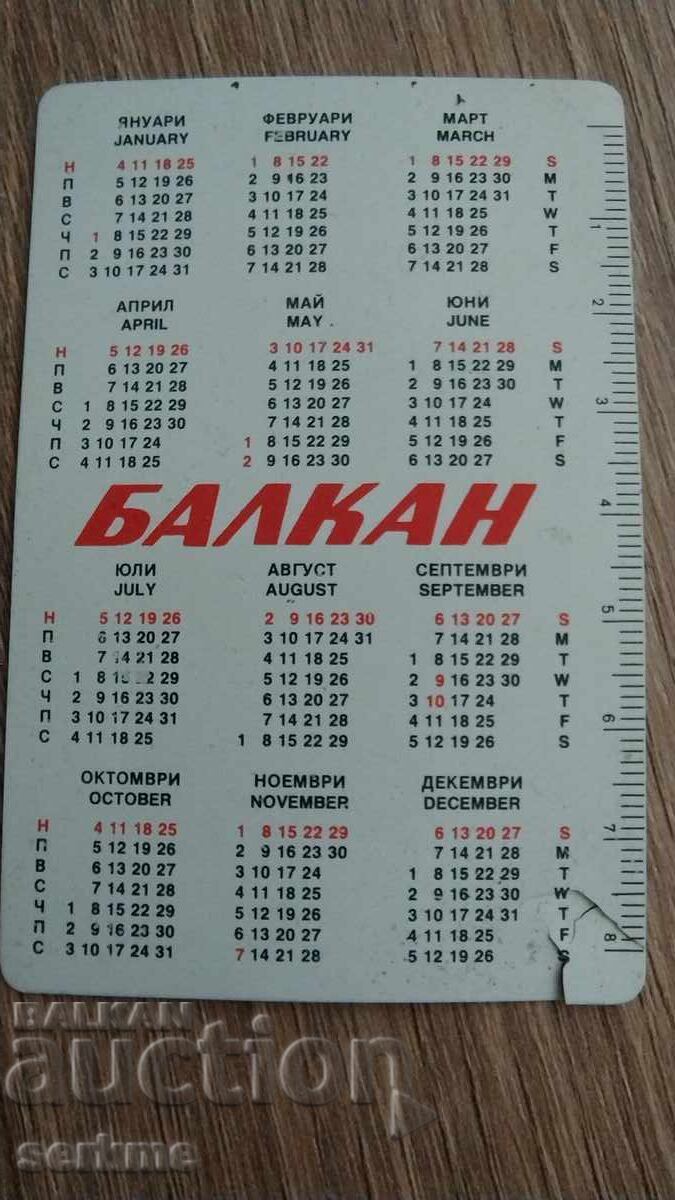 ЯНУАРИ ФЕВРУАРИ МАРТ
JANUARY FEBRUARY MARCH
Н 4 11 18 25 1 8 15 22 1 8 15 22 29 S
П 5 12 19 26 2 9 16 23 2 9 16 23 30 M
В 6 13 20 27 3 10 17 24 3 10 17 24 31 T
С 7 14 21 28 4 11 18 25 4 11 18 25 W
Ч 1 8 15 22 29 5 12 19 26 5 12 19 26 T
П 2 9 16 23 30 6 13 20 27 6 13 20 27 F
С 3 10 17 24 31 7 14 21 28 7 14 21 28 S
АПРИЛ МАЙ ЮНИ
APRIL MAY JUNE
Н 5 12 19 26 3 10 17 24 31 7 14 21 28 S
П 6 13 20 27 4 11 18 25 1 8 15 22 29 M
В 7 14 21 28 5 12 19 26 2 9 16 23 30 T
С 1 8 15 22 29 6 13 20 27 3 10 17 24 W
Ч 2 9 16 23 30 7 14 21 28 4 11 18 25 T
П 3 10 17 24 1 8 15 22 29 5 12 19 26 F
С 4 11 18 25 2 9 16 23 30 6 13 20 27 S
БАЛКАН
ЮЛИ АВГУСТ СЕПТЕМВРИ
JULY AUGUST SEPTEMBER
Н 5 12 19 26 2 9 16 23 30 6 13 20 27 S
П 6 13 20 27 3 10 17 24 31 7 14 21 28 M
В 7 14 21 28 4 11 18 25 1 8 15 22 29 T
С 1 8 15 22 29 5 12 19 26 2 9 16 23 30 W
Ч 2 9 16 23 30 6 13 20 27 3 10 17 24 T
П 3 10 17 24 31 7 14 21 28 4 11 18 25 F
С 4 11 18 25 1 8 15 22 29 5 12 19 26 S
ОКТОМВРИ НОЕМВРИ ДЕКЕМВРИ
OCTOBER NOVEMBER DECEMBER
Н 4 11 18 25 1 8 15 22 29 6 13 20 27 S
П 5 12 19 26 2 9 16 23 30 7 14 21 28 M
В 6 13 20 27 3 10 17 24 1 8 15 22 29 T
С 7 14 21 28 4 11 18 25 2 9 16 23 30 W
Ч 1 8 15 22 29 5 12 19 26 3 10 17 24 31 T
П 2 9 16 23 30 6 13 20 27 4 11 18 25 F
С 3 10 17 24 31 7 14 21 28 5 12 19 26 S
1
2
3
4
5
6
7
8
BALKAN
auction
serkme